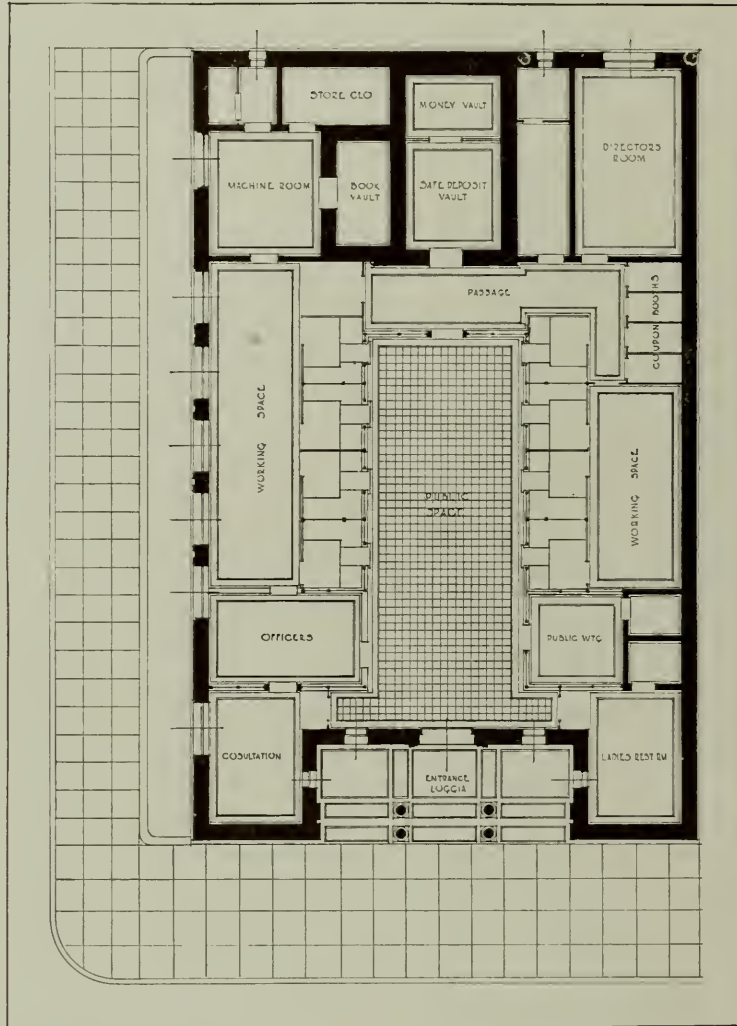 STORE CLO
MONEY VAULT
DIRECTORS
ROOM
MACHINE ROOM
BOOK
VAULT
SAFE DEPOSIT
VAULT
PASSAGE
COUPON BOOTHS
WORKING SPACE
PUBLIC
SPACE
WORKING SPACE
OFFICERS
PUBLIC WTG
COSULTATION
ENTRANCE
LOGGIA
LADIES REST RM